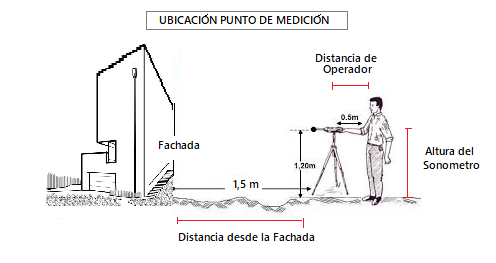 UBICACIÓN PUNTO DE MEDICIÓN
Distancia de
Operador
0.5m
Fachada
1,20m
Altura del
Sonometro
1,5 m
Distancia desde la Fachada